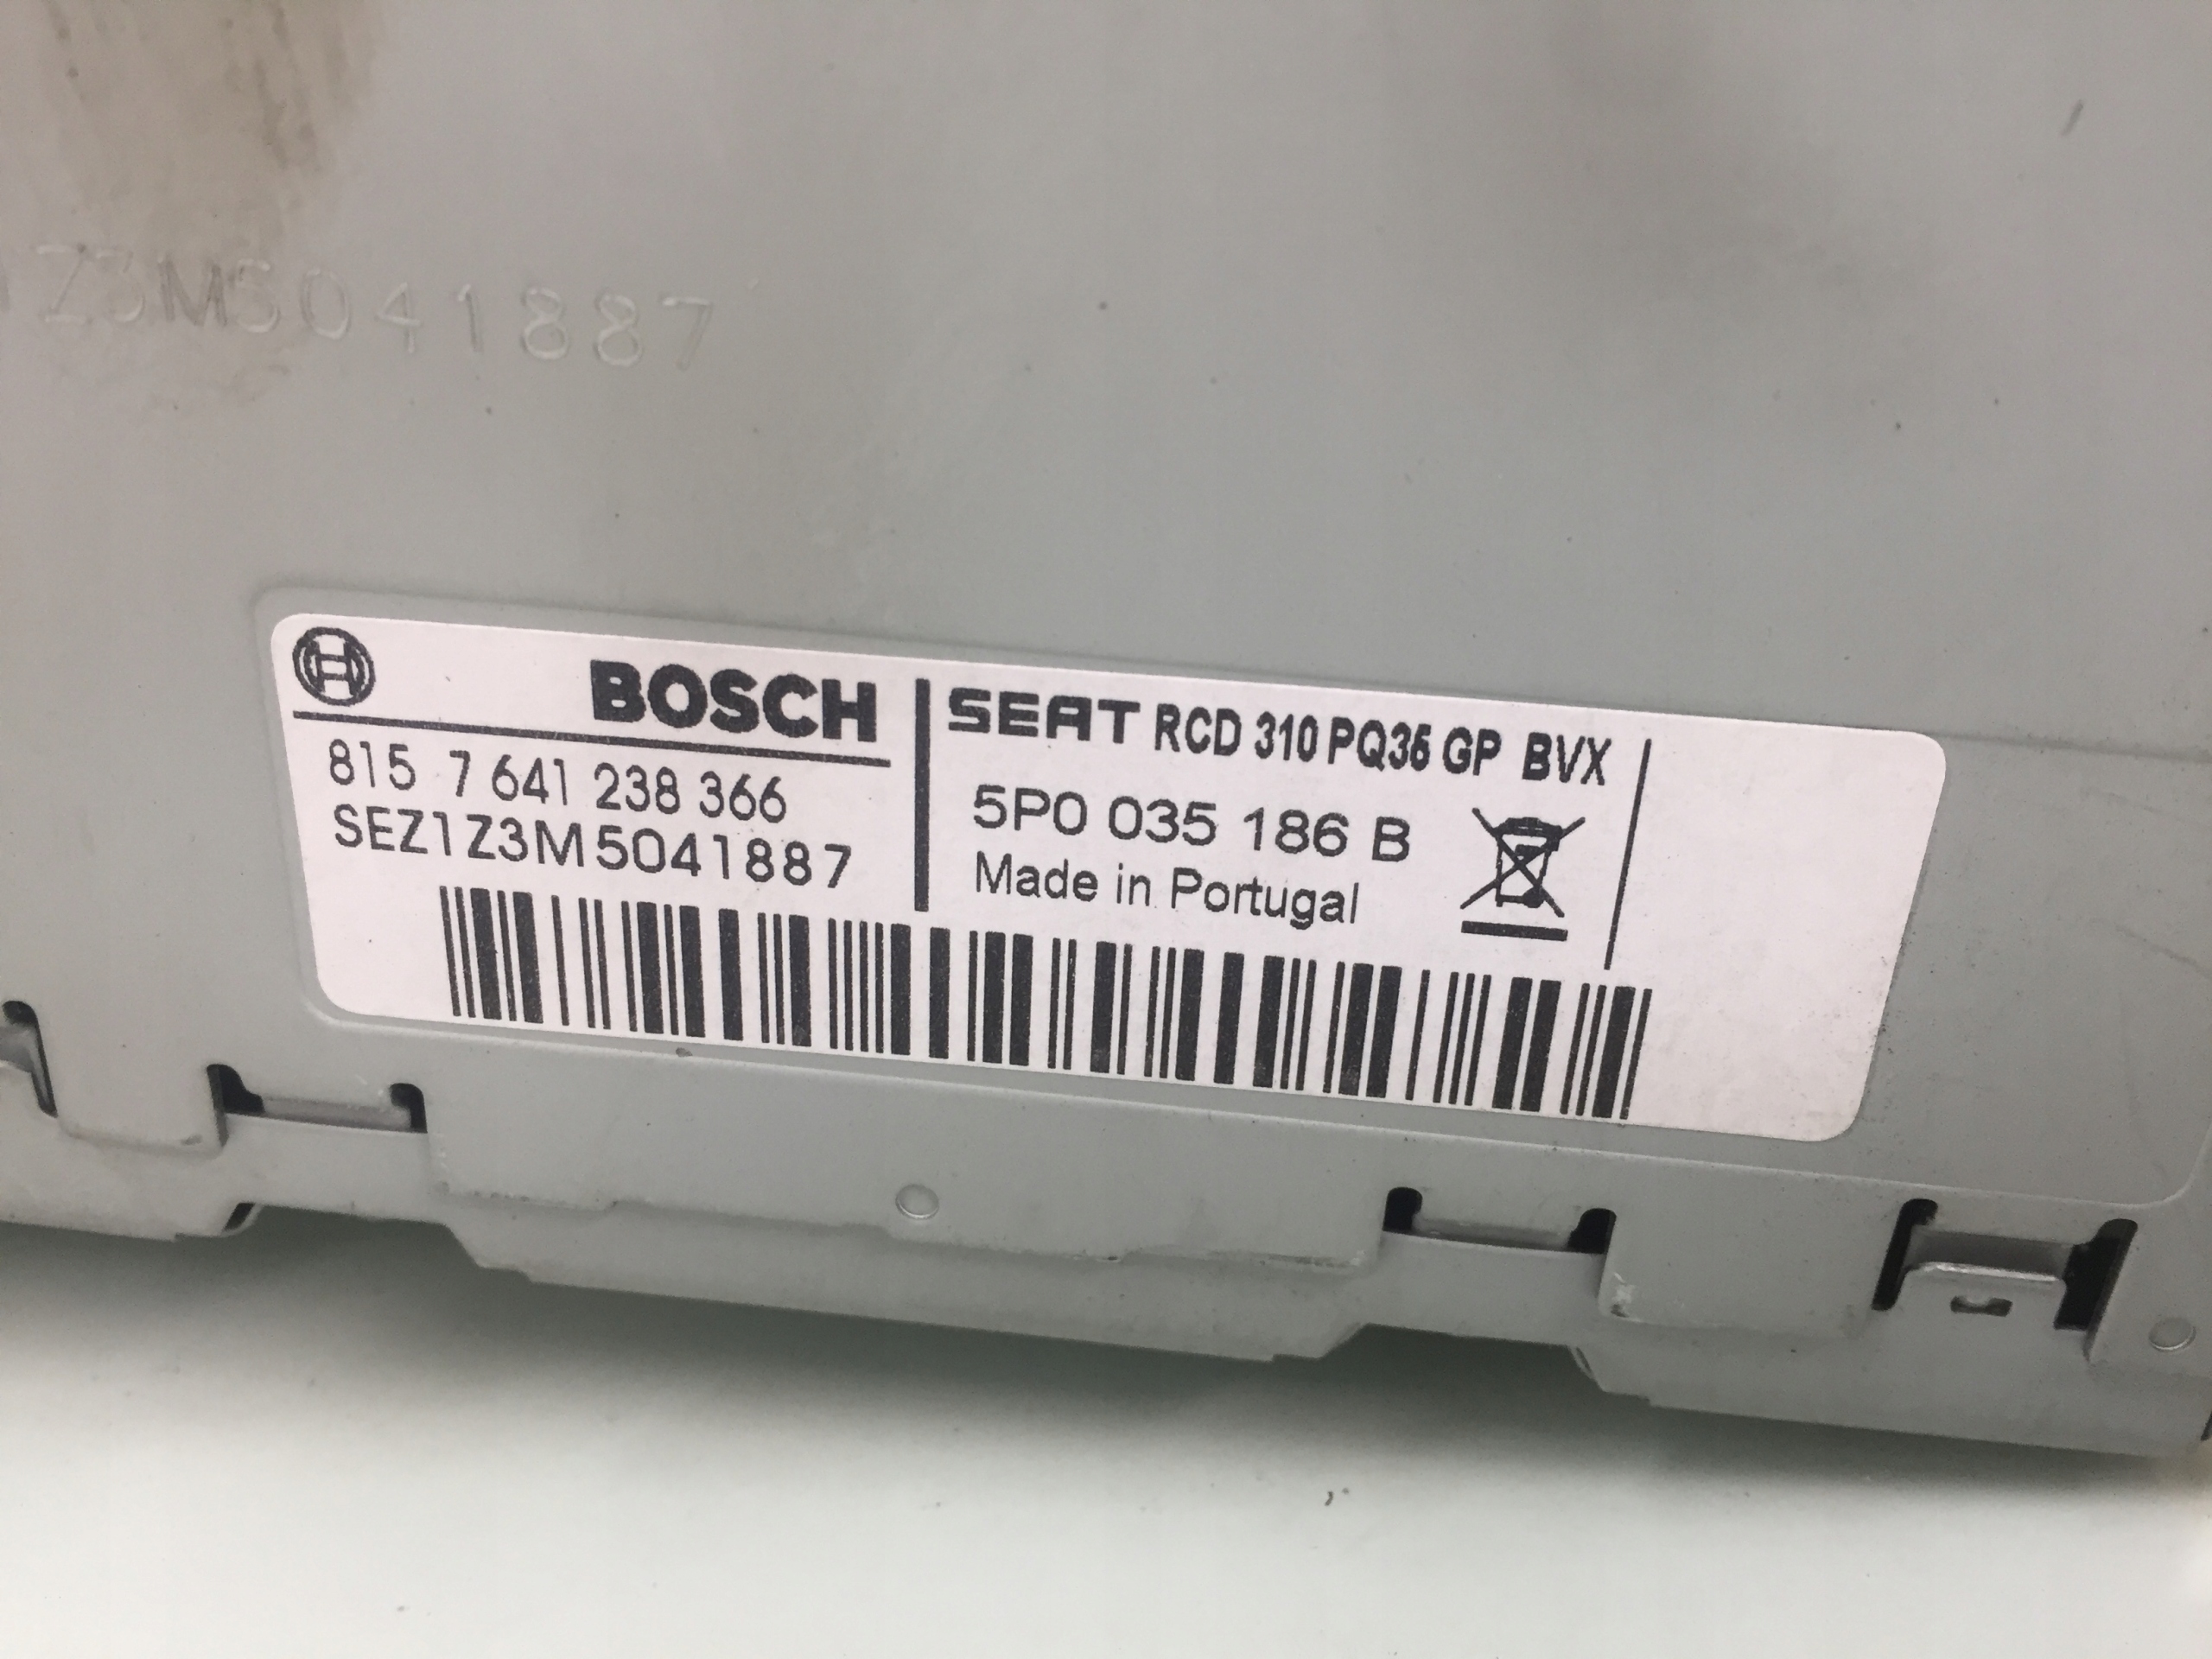 Z3M5041887
BOSCH
815 7 641 238 366
SEZ1Z3M5041887
SEAT RCD 310 PQ35 GP BVX
5P0 035 186 B
Made in Portugal